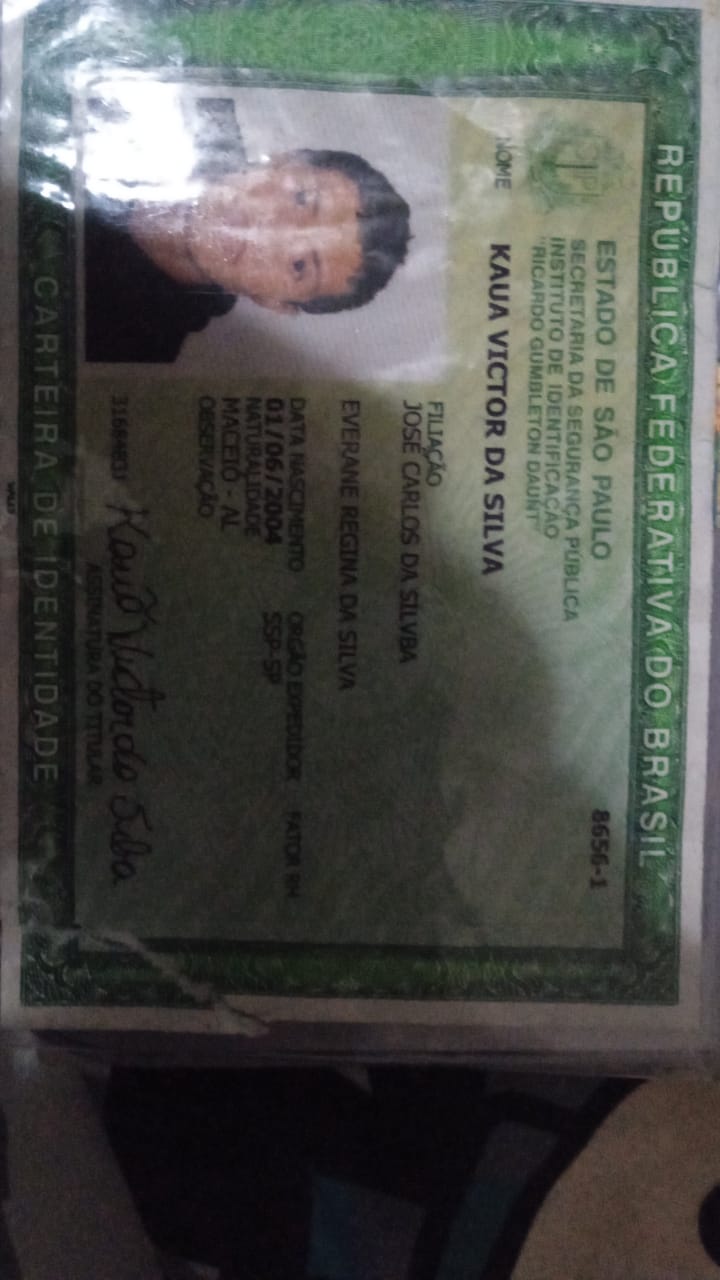 REPÚBLICA FEDERATIVA DO BRASIL
ESTADO DE SÃO PAULO
8656-1
SECRETARIA DA SEGURANÇA PÚBLICA
INSTITUTO DE IDENTIFICAÇÃO
"RICARDO GUMBLETON DAUNT"
NOME KAUA VICTOR DA SILVA
FILIAÇÃO
JOSÉ CARLOS DA SILVBA
EVERANE REGINA DA SILVA
DATA NASCIMENTO ORGÃO EXPEDIDOR FATOR RH
01/06/2004 SSP-SP
NATURALIDADE
MACEIÓ - AL
OBSERVAÇÃO
Kauã Victor da Silva
ASSINATURA DO TITULAR
CARTEIRA DE IDENTIDADE